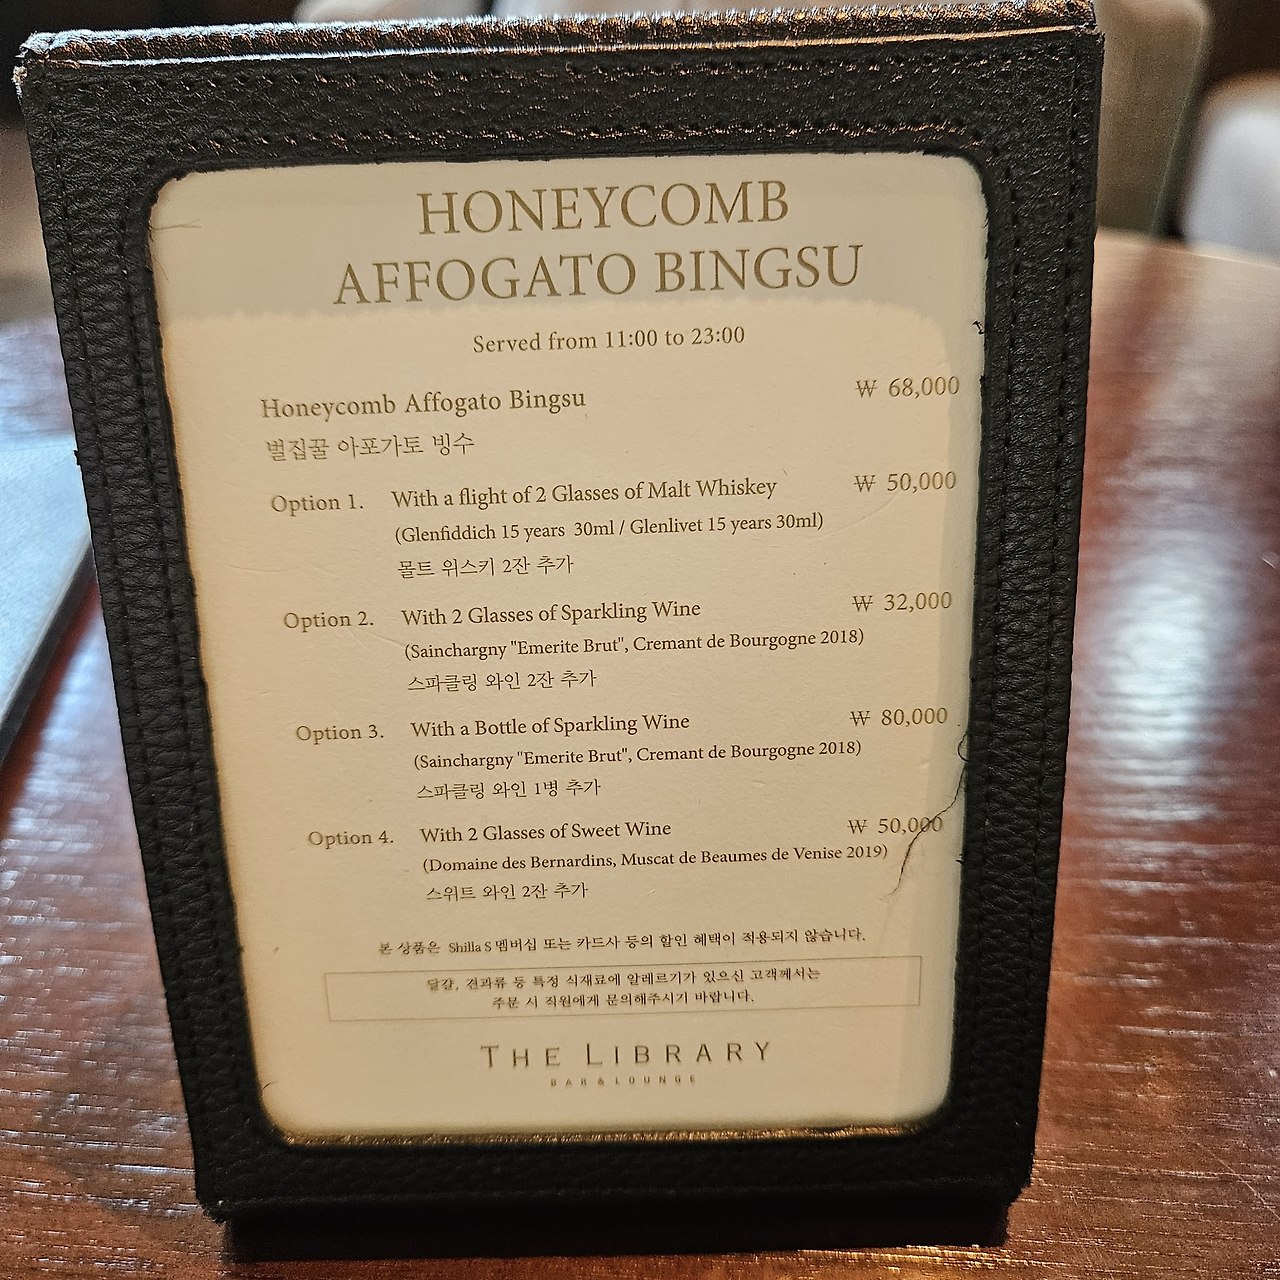 HONEYCOMB
AFFOGATO BINGSU
Served from 11:00 to 23:00
Honeycomb Affogato Bingsu ₩ 68,000
벌집꿀 아포가토 빙수
Option 1. With a flight of 2 Glasses of Malt Whiskey ₩ 50,000
(Glenfiddich 15 years 30ml / Glenlivet 15 years 30ml)
몰트 위스키 2잔 추가
Option 2. With 2 Glasses of Sparkling Wine ₩ 32,000
(Sainchargny "Emerite Brut", Cremant de Bourgogne 2018)
스파클링 와인 2잔 추가
Option 3. With a Bottle of Sparkling Wine ₩ 80,000
(Sainchargny "Emerite Brut", Cremant de Bourgogne 2018)
스파클링 와인 1병 추가
Option 4. With 2 Glasses of Sweet Wine ₩ 50,000
(Domaine des Bernardins, Muscat de Beaumes de Venise 2019)
스위트 와인 2잔 추가
본 상품은 Shilla S 멤버십 또는 카드사 등의 할인 혜택이 적용되지 않습니다.
달걀, 견과류 등 특정 식재료에 알레르기가 있으신 고객께서는
주문 시 직원에게 문의해주시기 바랍니다.
THE LIBRARY
BAR & LOUNGE